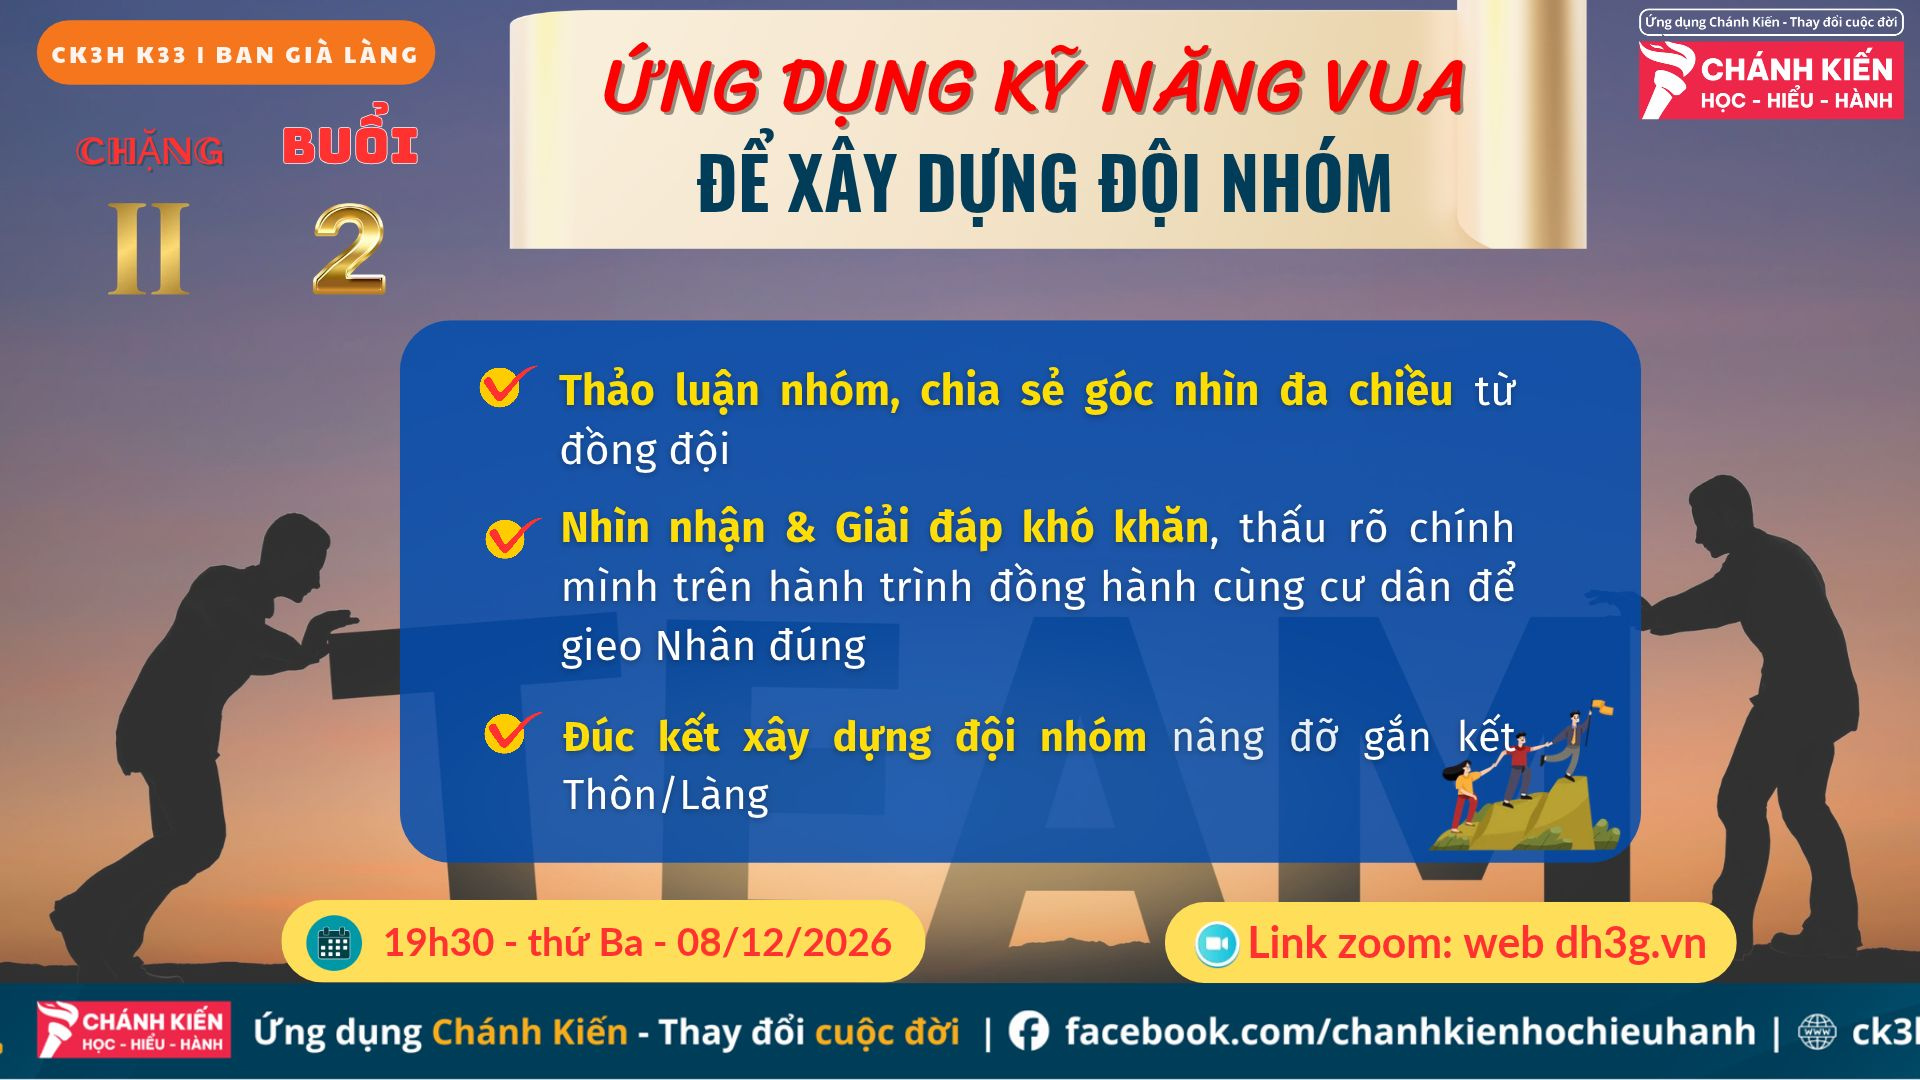 CK3H K33 | BAN GIÀ LÀNG
CHẶNG
II
BUỔI
2
ỨNG DỤNG KỸ NĂNG VUA
ĐỂ XÂY DỰNG ĐỘI NHÓM
Ứng dụng Chánh Kiến - Thay đổi cuộc đời
CHÁNH KIẾN
HỌC - HIỂU - HÀNH
Thảo luận nhóm, chia sẻ góc nhìn đa chiều từ
đồng đội
Nhìn nhận & Giải đáp khó khăn, thấu rõ chính
mình trên hành trình đồng hành cùng cư dân để
gieo Nhân đúng
Đúc kết xây dựng đội nhóm nâng đỡ gắn kết
Thôn/Làng
TEAM
19h30 - thứ Ba - 08/12/2026
Link zoom: web dh3g.vn
CHÁNH KIẾN
HỌC - HIỂU - HÀNH
Ứng dụng Chánh Kiến - Thay đổi cuộc đời | facebook.com/chanhkienhochieuhanh |